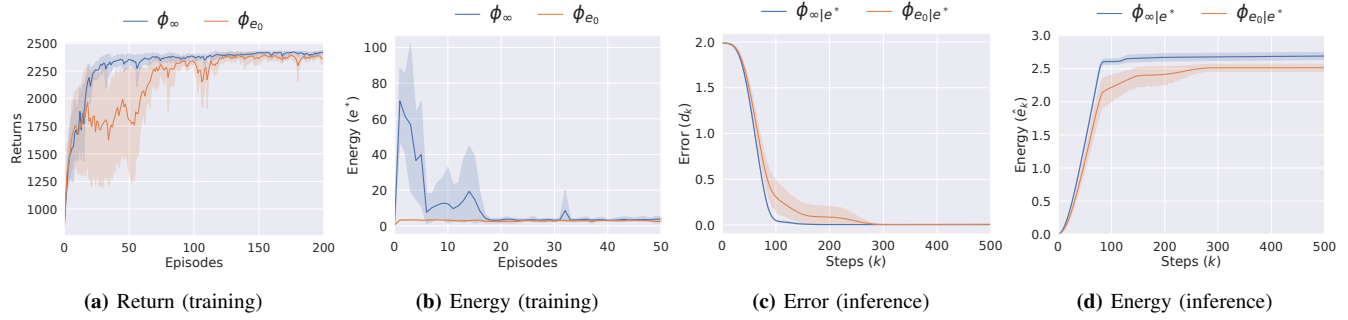 ϕ∞ ϕe0
Returns
2500
2250
2000
1750
1500
1250
1000
0 50 100 150 200
Episodes
(a) Return (training)
ϕ∞ ϕe0
Energy (e*)
100
80
60
40
20
0
0 10 20 30 40 50
Episodes
(b) Energy (training)
ϕ∞|e* ϕe0|e*
Error (dk)
2.0
1.5
1.0
0.5
0.0
0 100 200 300 400 500
Steps (k)
(c) Error (inference)
ϕ∞|e* ϕe0|e*
Energy (êk)
3.0
2.5
2.0
1.5
1.0
0.5
0.0
0 100 200 300 400 500
Steps (k)
(d) Energy (inference)